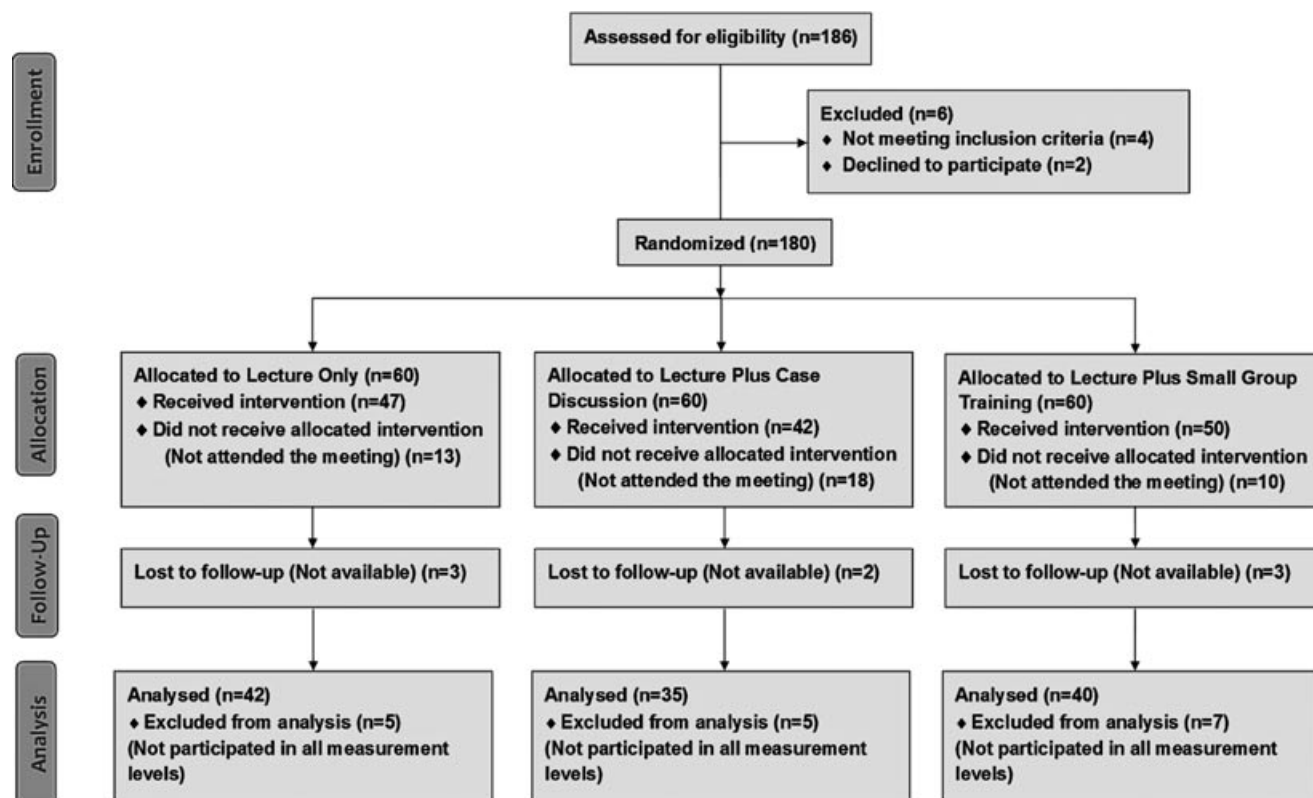 Enrollment
Assessed for eligibility (n=186)
Excluded (n=6)
♦ Not meeting inclusion criteria (n=4)
♦ Declined to participate (n=2)
Randomized (n=180)
Allocation
Allocated to Lecture Only (n=60)
♦ Received intervention (n=47)
♦ Did not receive allocated intervention
(Not attended the meeting) (n=13)
Allocated to Lecture Plus Case
Discussion (n=60)
♦ Received intervention (n=42)
♦ Did not receive allocated intervention
(Not attended the meeting) (n=18)
Allocated to Lecture Plus Small Group
Training (n=60)
♦ Received intervention (n=50)
♦ Did not receive allocated intervention
(Not attended the meeting) (n=10)
Follow-Up
Lost to follow-up (Not available) (n=3)
Lost to follow-up (Not available) (n=2)
Lost to follow-up (Not available) (n=3)
Analysis
Analysed (n=42)
♦ Excluded from analysis (n=5)
(Not participated in all measurement
levels)
Analysed (n=35)
♦ Excluded from analysis (n=5)
(Not participated in all measurement
levels)
Analysed (n=40)
♦ Excluded from analysis (n=7)
(Not participated in all measurement
levels)